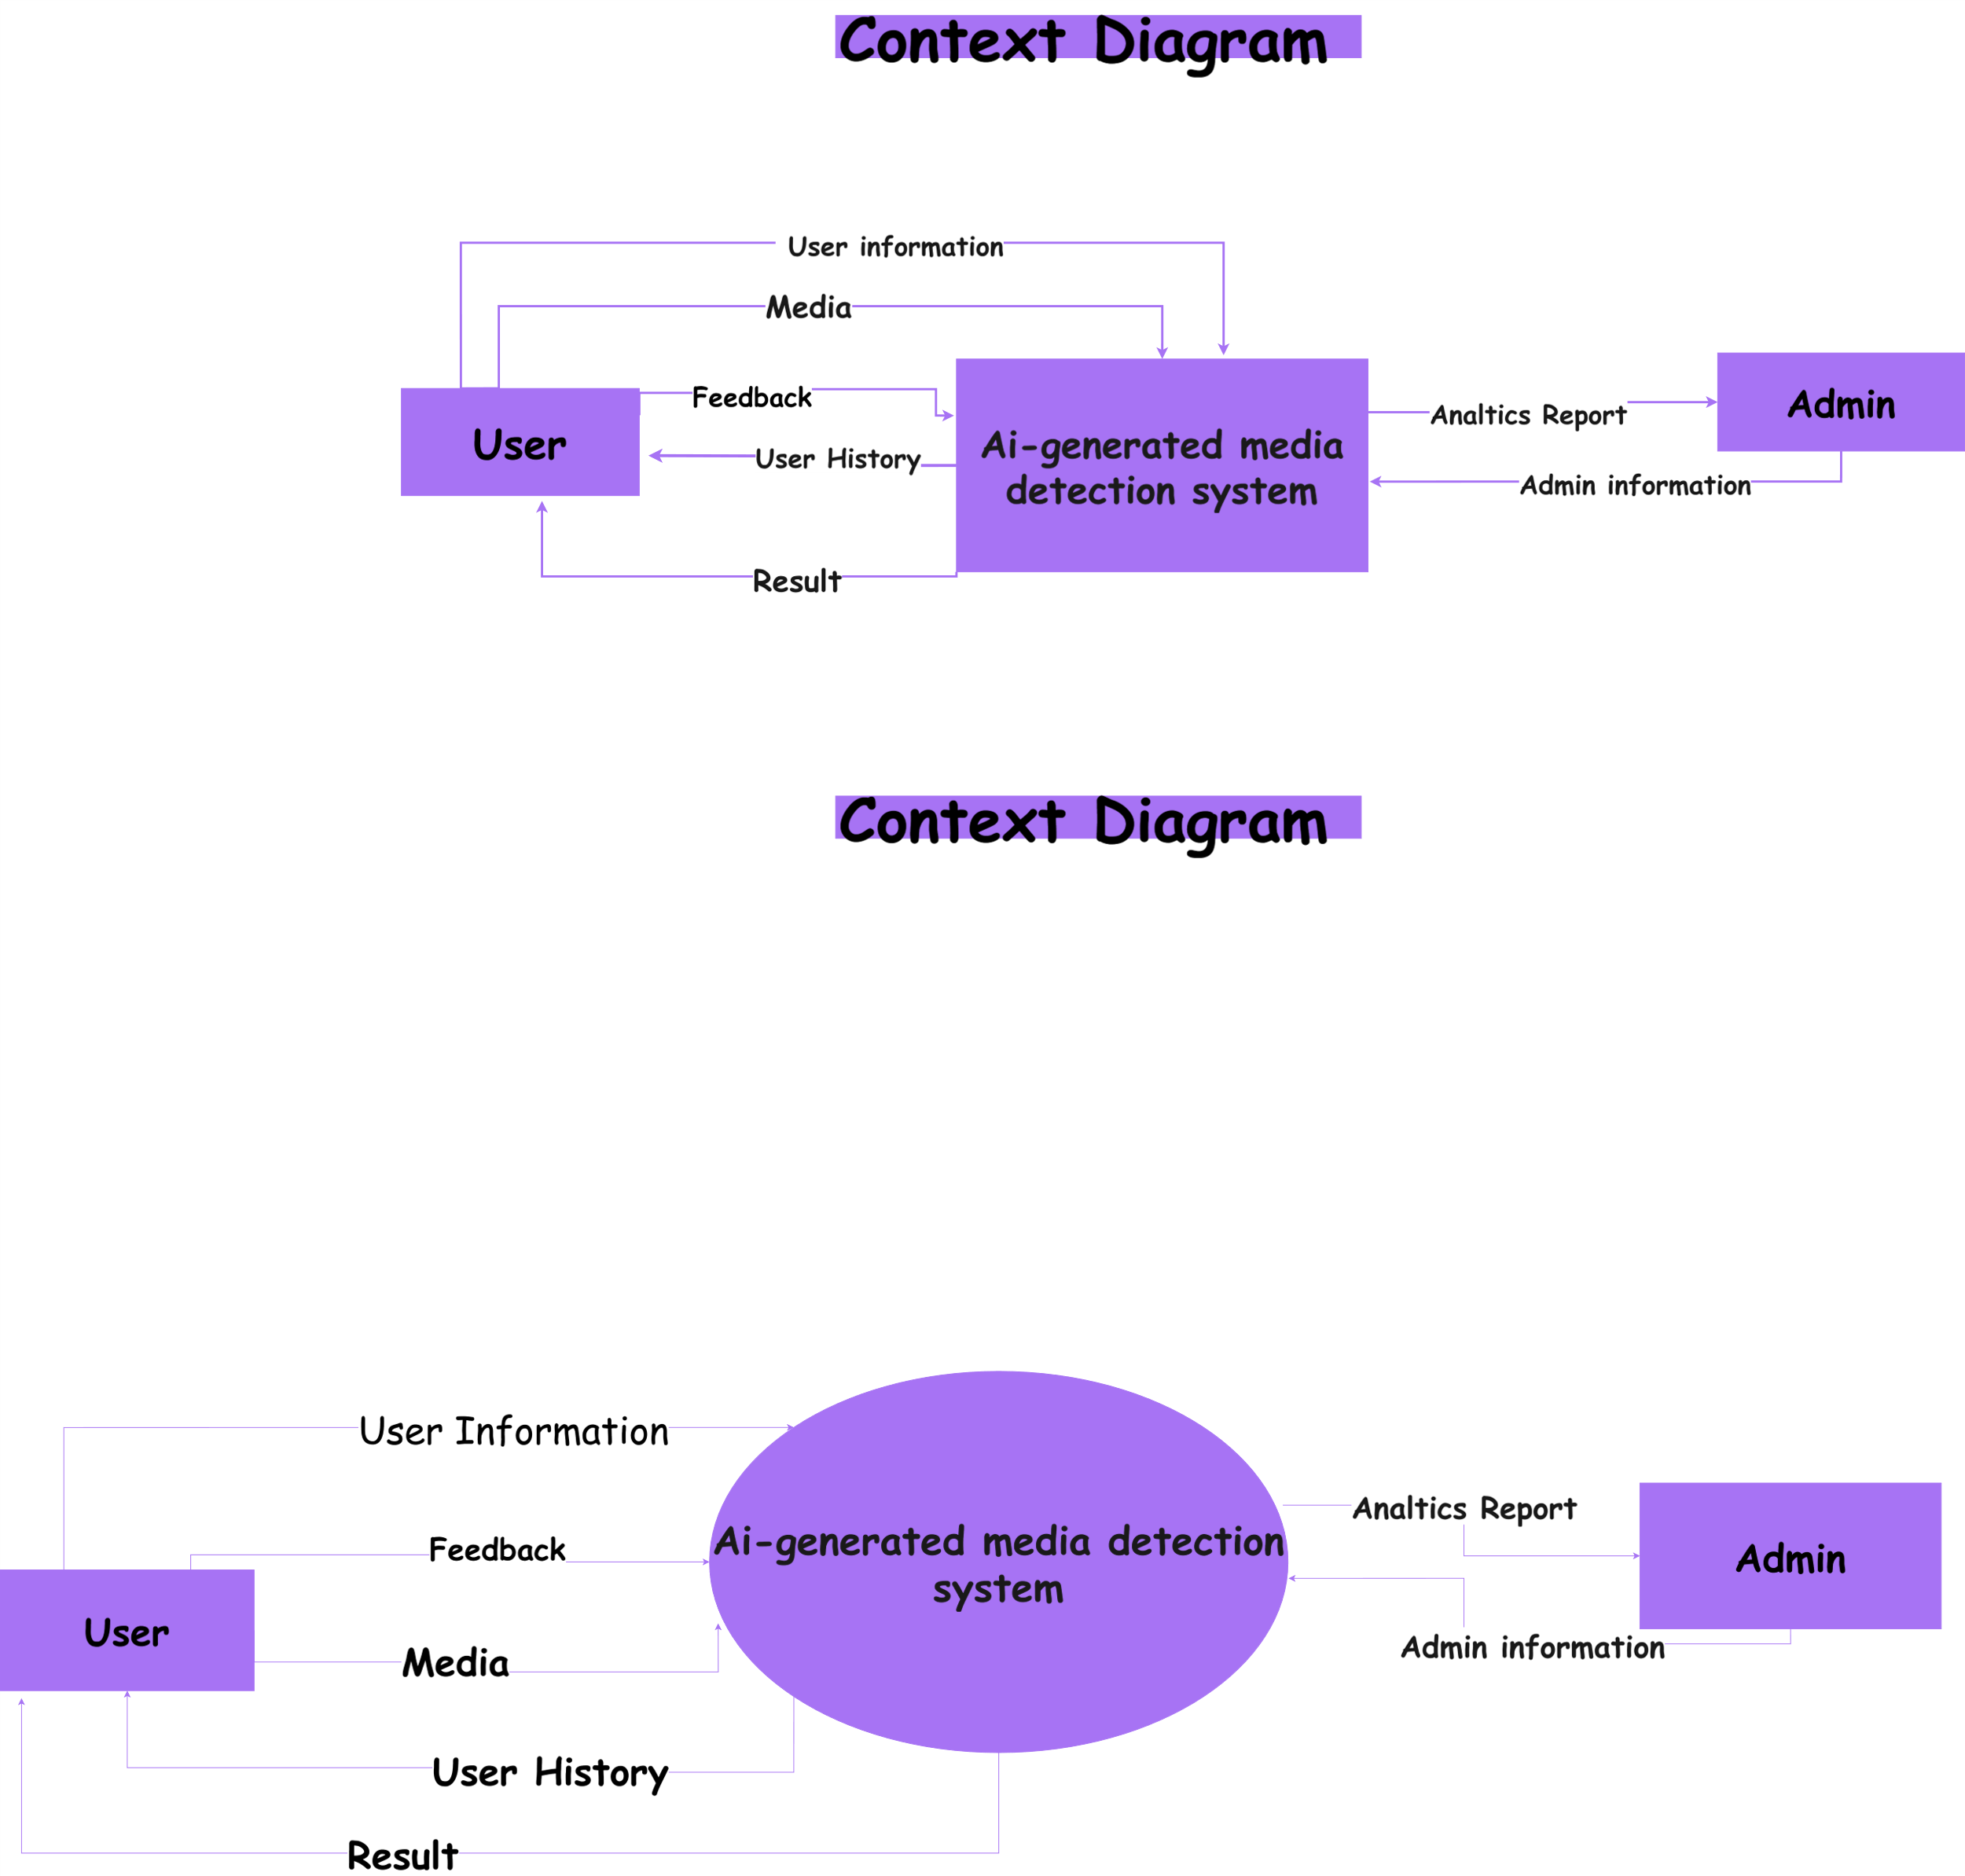 Context Diagram
User information
Media
Feedback
User History
Result
User
Ai-generated media
detection system
Analtics Report
Admin information
Admin
Context Diagram
User Information
Feedback
Media
User History
Result
User
Ai-generated media detection
system
Analtics Report
Admin information
Admin